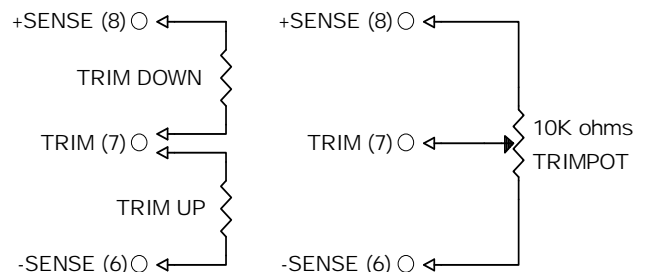 +SENSE (8)
TRIM DOWN
TRIM (7)
TRIM UP
-SENSE (6)
+SENSE (8)
10K ohms
TRIM (7)
TRIMPOT
-SENSE (6)